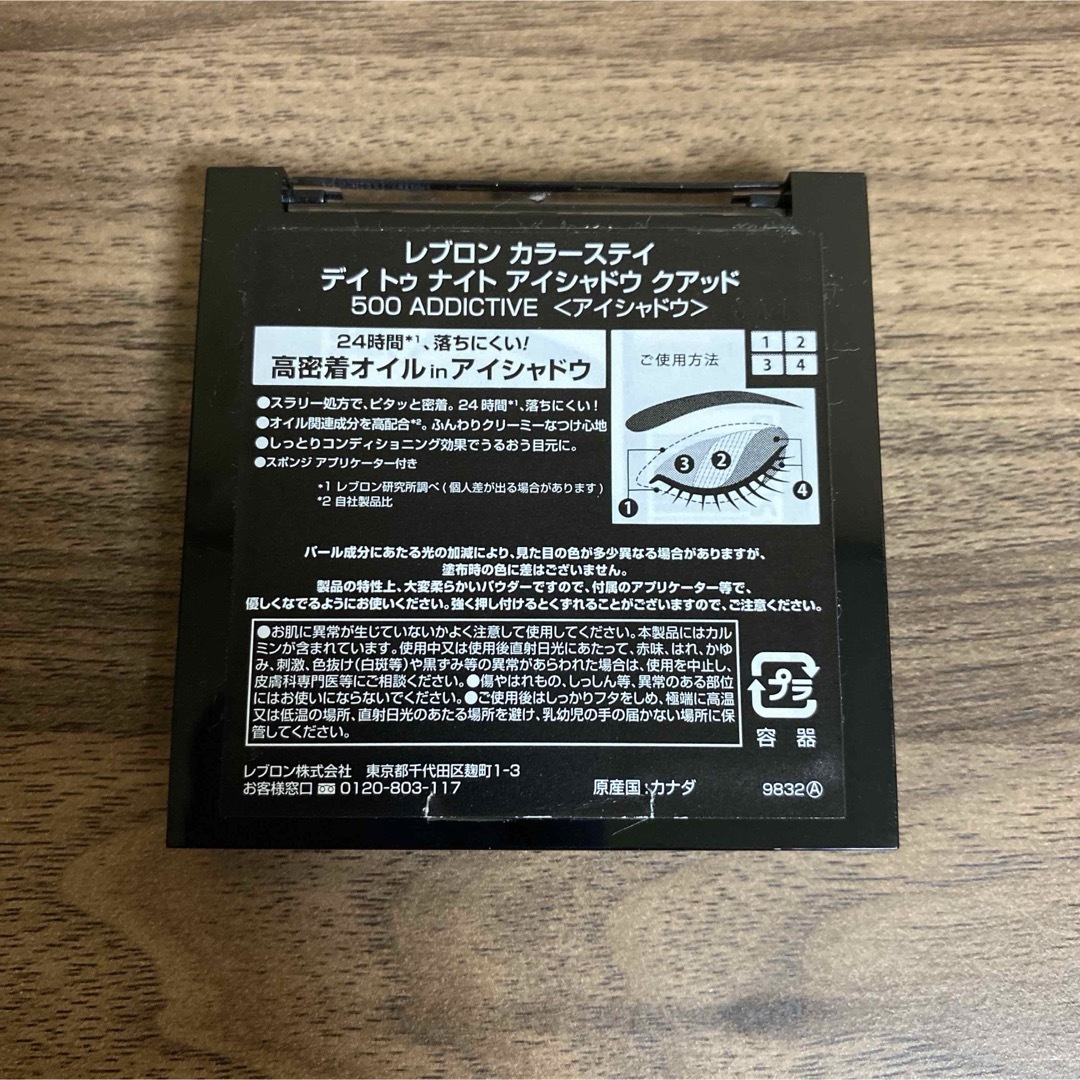 レブロン カラーステイ
デイ トゥ ナイト アイシャドウ クアッド
500 ADDICTIVE <アイシャドウ>
24時間*1、落ちにくい!
高密着オイルinアイシャドウ
●スラリー処方で、ピタッと密着。24時間*1、落ちにくい!
●オイル関連成分を高配合*2。ふんわりクリーミーなつけ心地
●しっとりコンディショニング効果でうるおう目元に。
●スポンジ アプリケーター付き
*1 レブロン研究所調べ(個人差が出る場合があります)
*2 自社製品比
ご使用方法
1 2
3 4
3 2
1 4
パール成分にあたる光の加減により、見た目の色が多少異なる場合がありますが、
塗布時の色に差はございません。
製品の特性上、大変柔らかいパウダーですので、付属のアプリケーター等で、
優しくなでるようにお使いください。強く押し付けるとくずれることがございますので、ご注意ください。
●お肌に異常が生じていないかよく注意して使用してください。本製品にはカル
ミンが含まれています。使用中又は使用後直射日光にあたって、赤味、はれ、かゆ
み、刺激、色抜け(白斑等)や黒ずみ等の異常があらわれた場合は、使用を中止し、
皮膚科専門医等にご相談ください。●傷やはれもの、しっしん等、異常のある部位
にはお使いにならないでください。●ご使用後はしっかりフタをしめ、極端に高温
又は低温の場所、直射日光のあたる場所を避け、乳幼児の手の届かない場所に保
管してください。
プラ
容器
レブロン株式会社 東京都千代田区麹町1-3
お客様窓口 0120-803-117
原産国:カナダ
9832Ⓐ